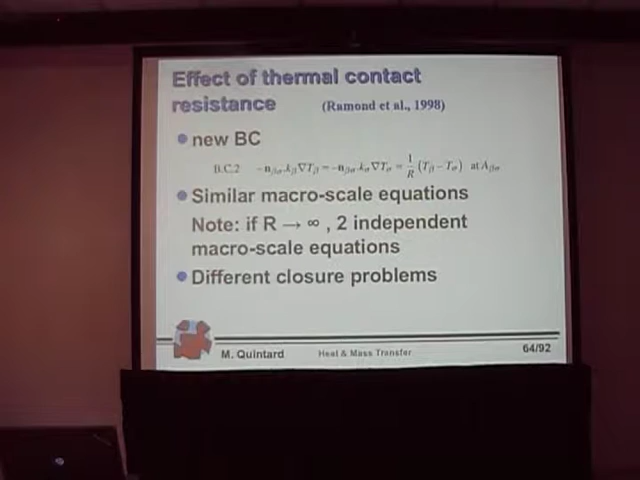 Effect of thermal contact
resistance (Ramond et al., 1998)
new BC
B.C.2 −n_βσ.k_β∇T_β = −n_βσ.k_σ∇T_σ = 1/R (T_β − T_σ) at A_βσ
Similar macro-scale equations
Note: if R → ∞ , 2 independent
macro-scale equations
Different closure problems
M. Quintard Heat & Mass Transfer 64/92